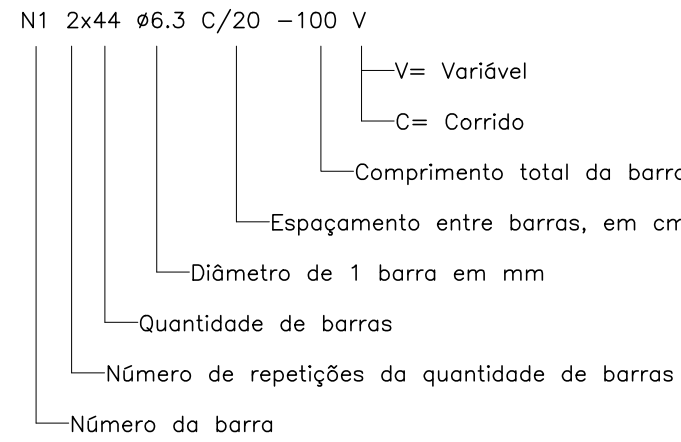 N1 2x44 ø6.3 C/20 -100 V
V= Variável
C= Corrido
Comprimento total da barra
Espaçamento entre barras, em cm
Diâmetro de 1 barra em mm
Quantidade de barras
Número de repetições da quantidade de barras
Número da barra